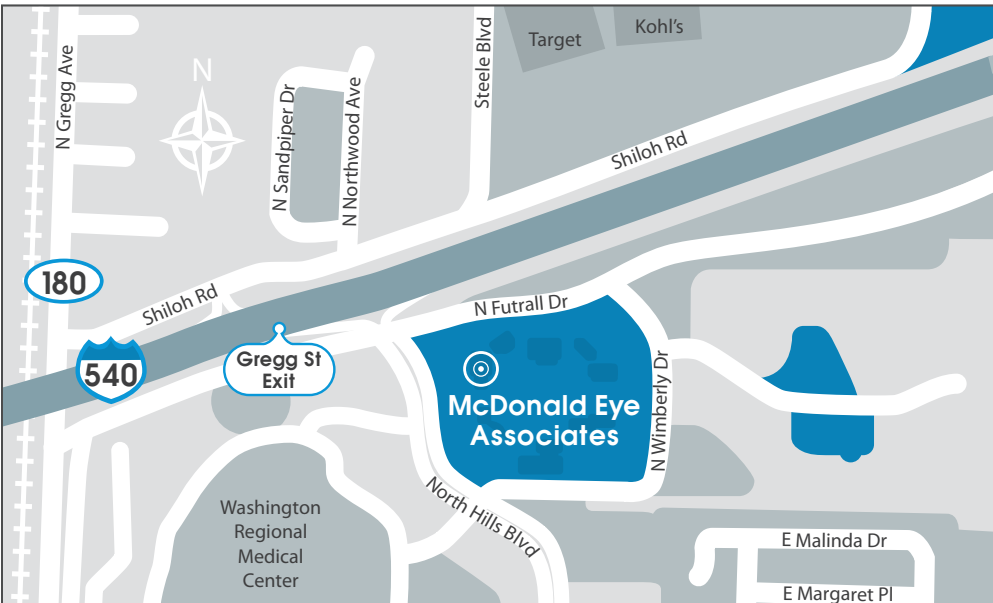 N Gregg Ave
N
N Sandpiper Dr
N Northwood Ave
Steele Blvd
Target
Kohl's
Shiloh Rd
180
Shiloh Rd
540
Gregg St
Exit
N Futrall Dr
McDonald Eye
Associates
N Wimberly Dr
North Hills Blvd
Washington
Regional
Medical
Center
E Malinda Dr
E Margaret Pl